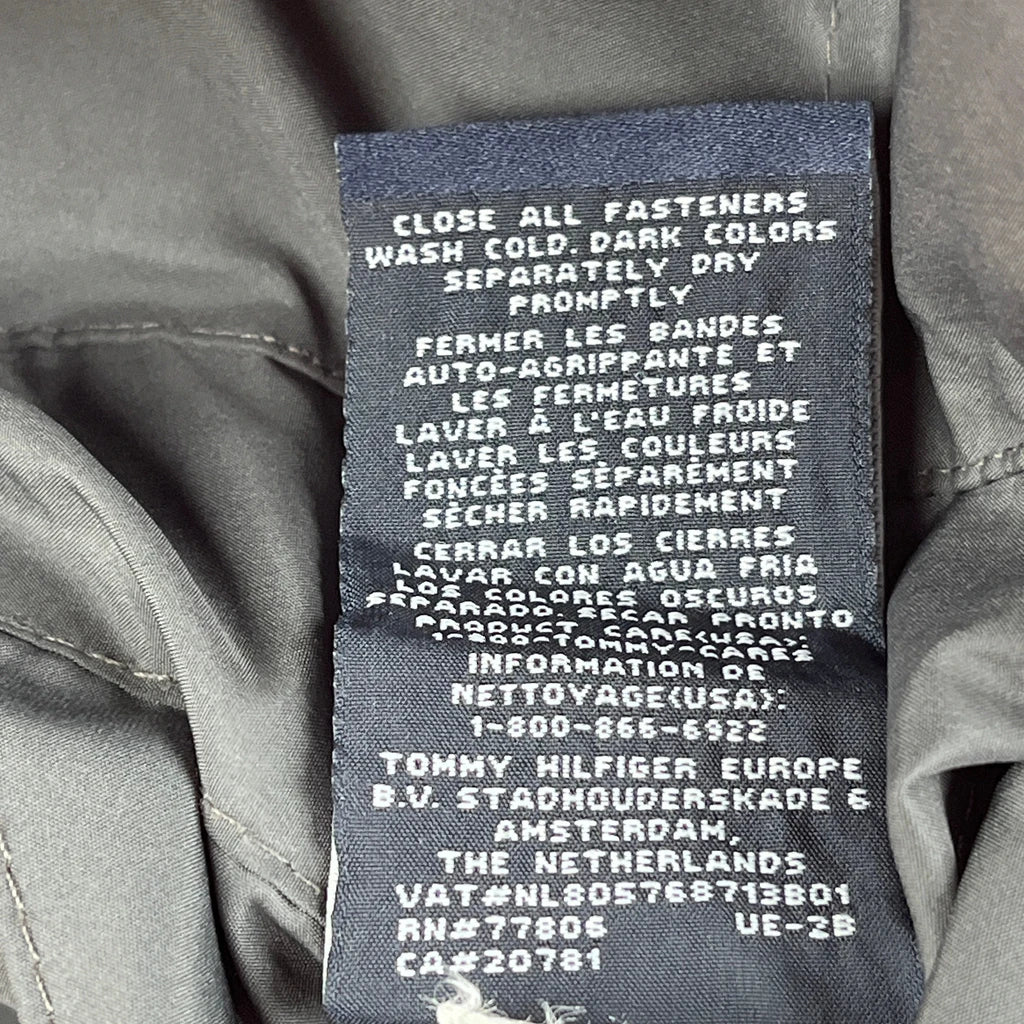 CLOSE ALL FASTENERS
WASH COLD. DARK COLORS
SEPARATELY DRY
PROMPTLY
FERMER LES BANDES
AUTO-AGRIPPANTE ET
LES FERMETURES
LAVER À L'EAU FROIDE
LAVER LES COULEURS
FONCÉES SÉPARÉMENT
SÉCHER RAPIDEMENT
CERRAR LOS CIERRES
LAVAR CON AGUA FRIA
LOS COLORES OSCUROS
SEPARADO. SECAR PRONTO
PRODUCT CARE(USA):
1-800-TOMMY-CARES
INFORMATION DE
NETTOYAGE(USA):
1-800-866-6922
TOMMY HILFIGER EUROPE
B.V. STADHOUDERSKADE 6
AMSTERDAM,
THE NETHERLANDS
VAT#NL805768713B01
RN#77806 UE-2B
CA#20781